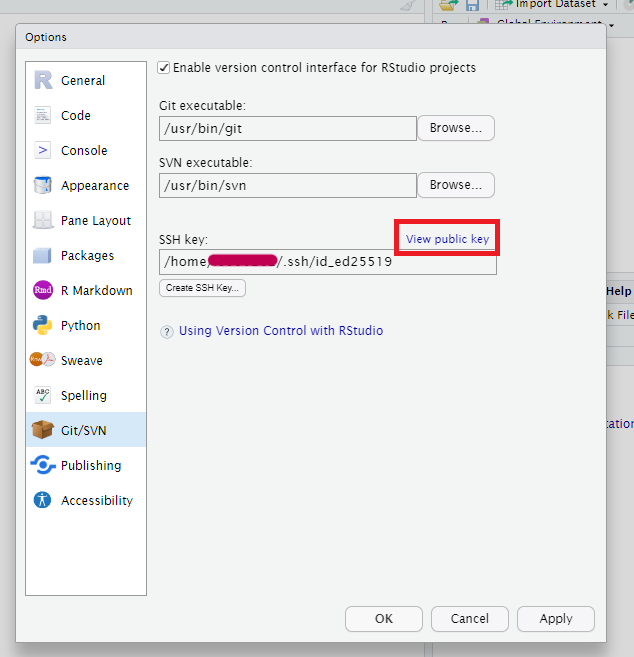 Import Dataset
Global Environment
Options
General
Code
Console
Appearance
Pane Layout
Packages
Rmd R Markdown
Python
Sweave
ABC Spelling
Git/SVN
Publishing
Accessibility
Enable version control interface for RStudio projects
Git executable:
/usr/bin/git Browse...
SVN executable:
/usr/bin/svn Browse...
SSH key: View public key
/home/ /.ssh/id_ed25519
Create SSH Key...
? Using Version Control with RStudio
Help
k File
tation
OK Cancel Apply